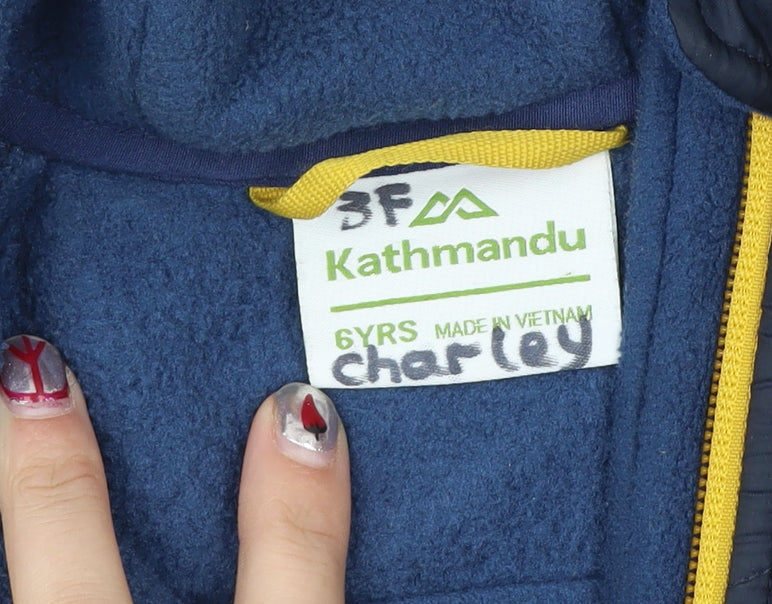 3F
Kathmandu
6YRS MADE IN VIETNAM
charley